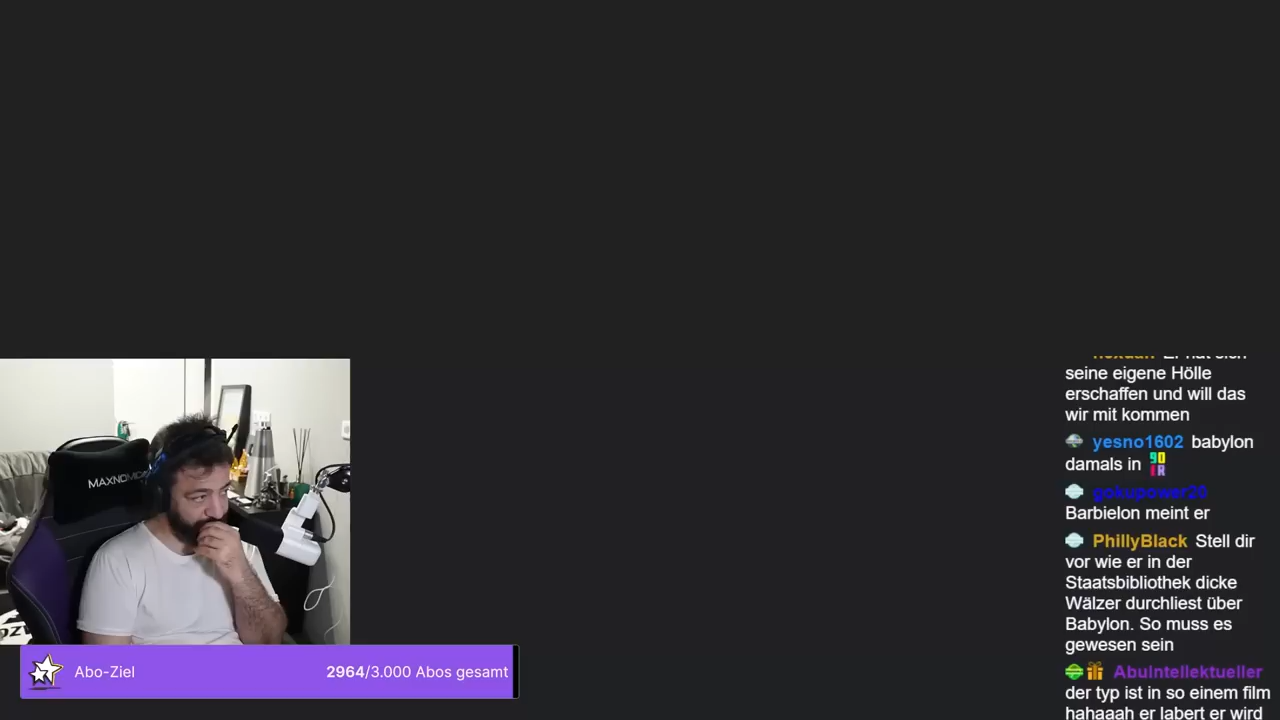 seine eigene Hölle
erschaffen und will das
wir mit kommen
yesno1602 babylon
damals in
gokupower20
Barbielon meint er
PhillyBlack Stell dir
vor wie er in der
Staatsbibliothek dicke
Wälzer durchliest über
Babylon. So muss es
gewesen sein
AbuIntellektueller
der typ ist in so einem film
hahaaah er labert er wird
MAXNOMIC
Abo-Ziel 2964/3.000 Abos gesamt